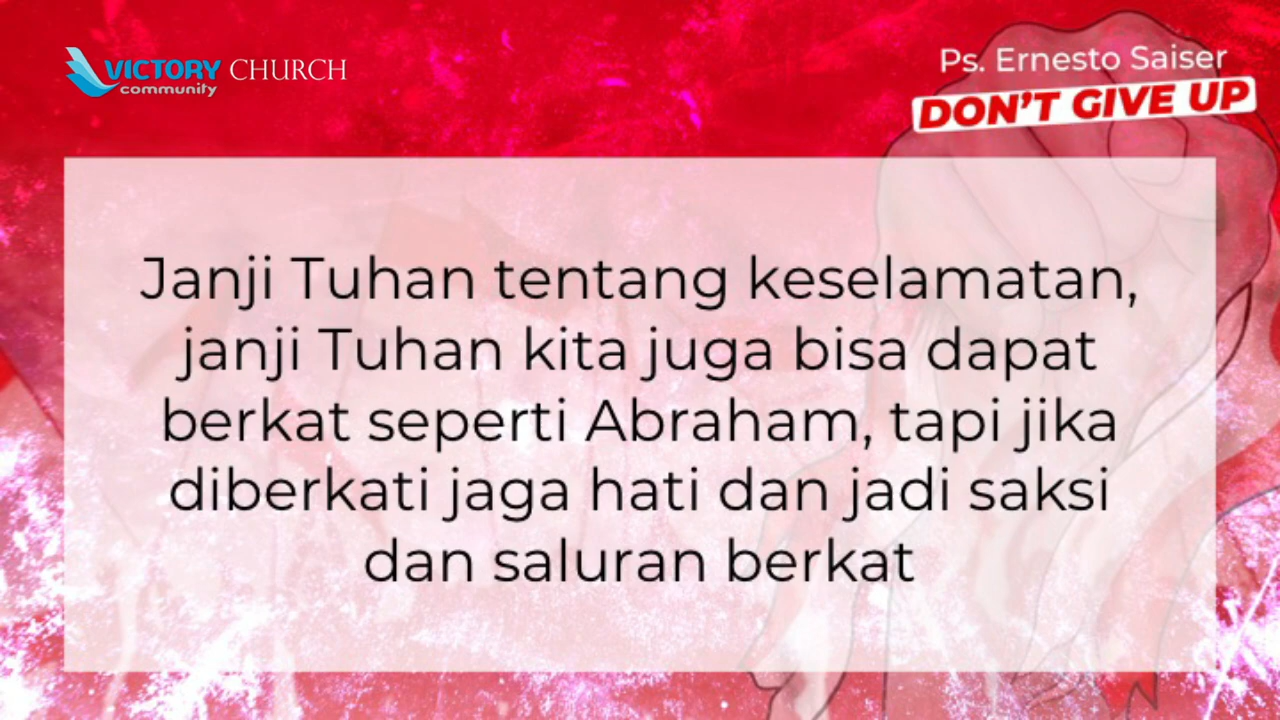 VICTORY CHURCH
community
Ps. Ernesto Saiser
DON'T GIVE UP
Janji Tuhan tentang keselamatan,
janji Tuhan kita juga bisa dapat
berkat seperti Abraham, tapi jika
diberkati jaga hati dan jadi saksi
dan saluran berkat